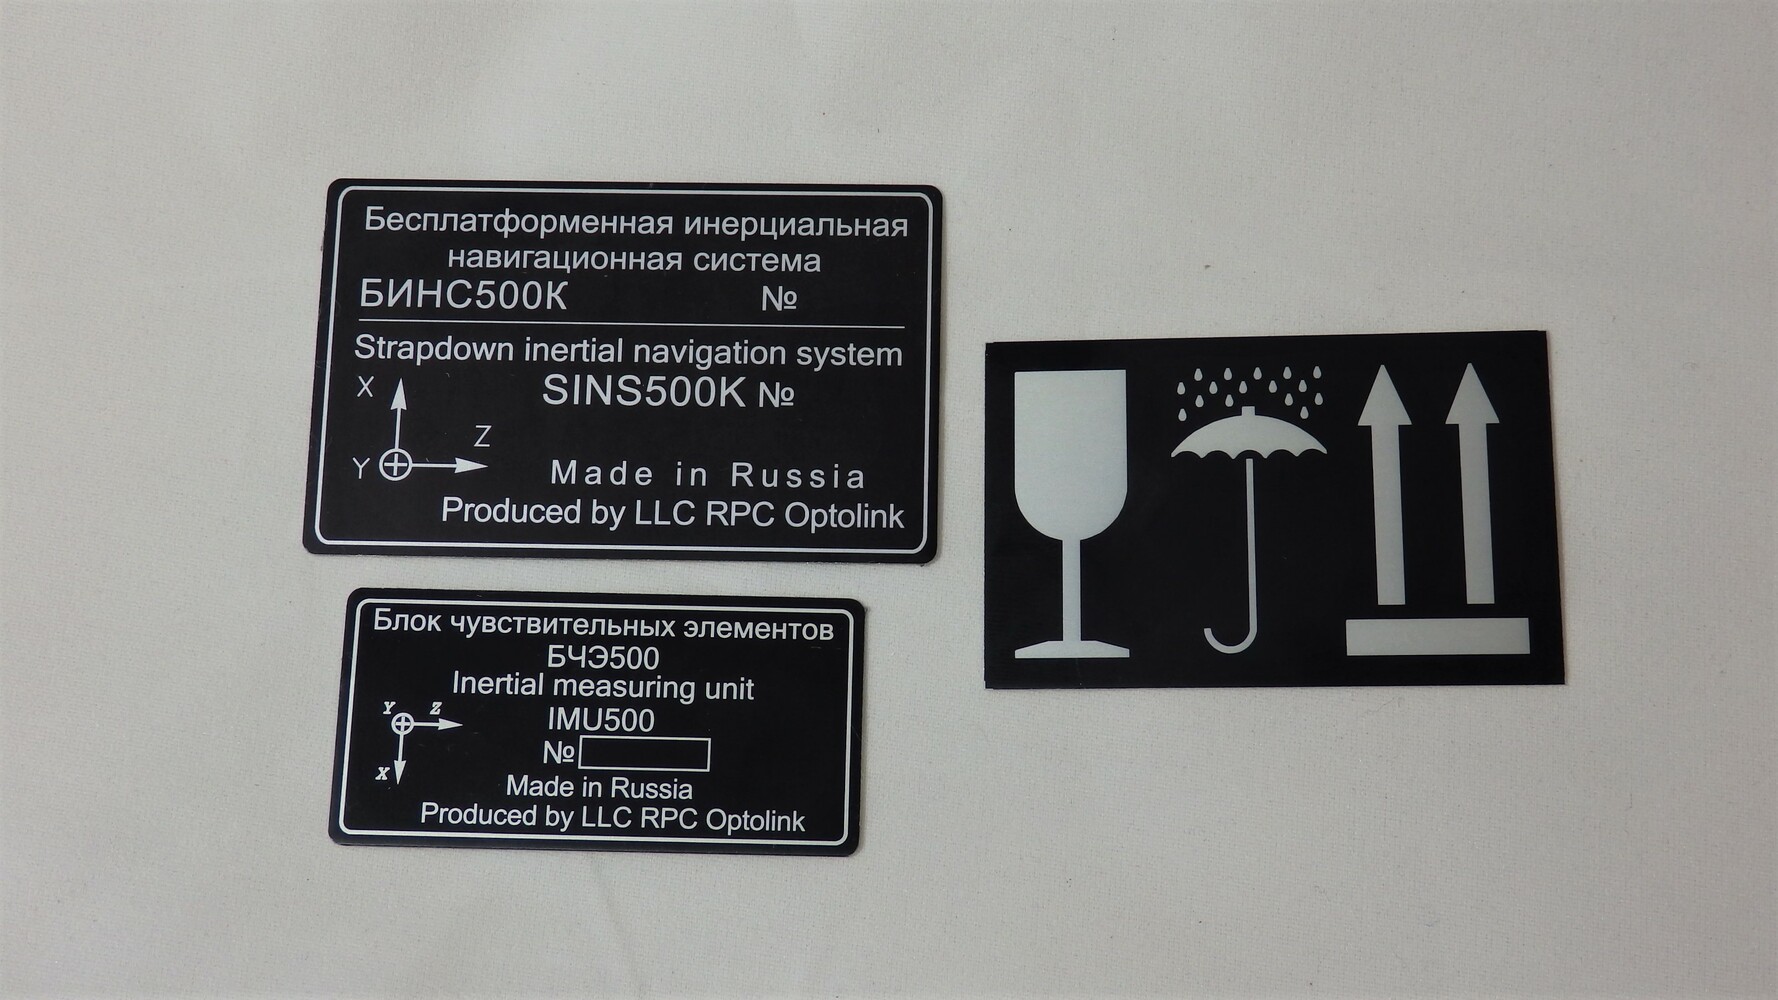 Бесплатформенная инерциальная
навигационная система
БИНС500К №
Strapdown inertial navigation system
SINS500K №
X
Z
Y
Made in Russia
Produced by LLC RPC Optolink
Блок чувствительных элементов
БЧЭ500
Inertial measuring unit
IMU500
Y Z
№
X
Made in Russia
Produced by LLC RPC Optolink